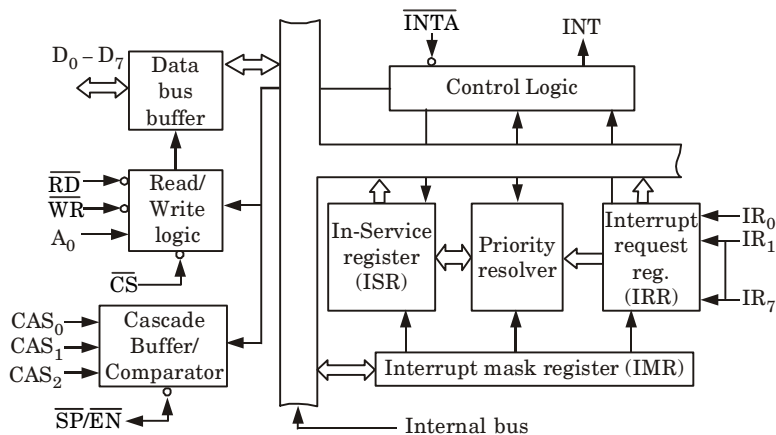 INTA
INT
D₀ – D₇
Data
bus
buffer
Control Logic
RD
WR
A₀
Read/
Write
logic
CS
In-Service
register
(ISR)
Priority
resolver
Interrupt
request
reg.
(IRR)
IR₀
IR₁
IR₇
CAS₀
CAS₁
CAS₂
Cascade
Buffer/
Comparator
Interrupt mask register (IMR)
SP/EN
Internal bus